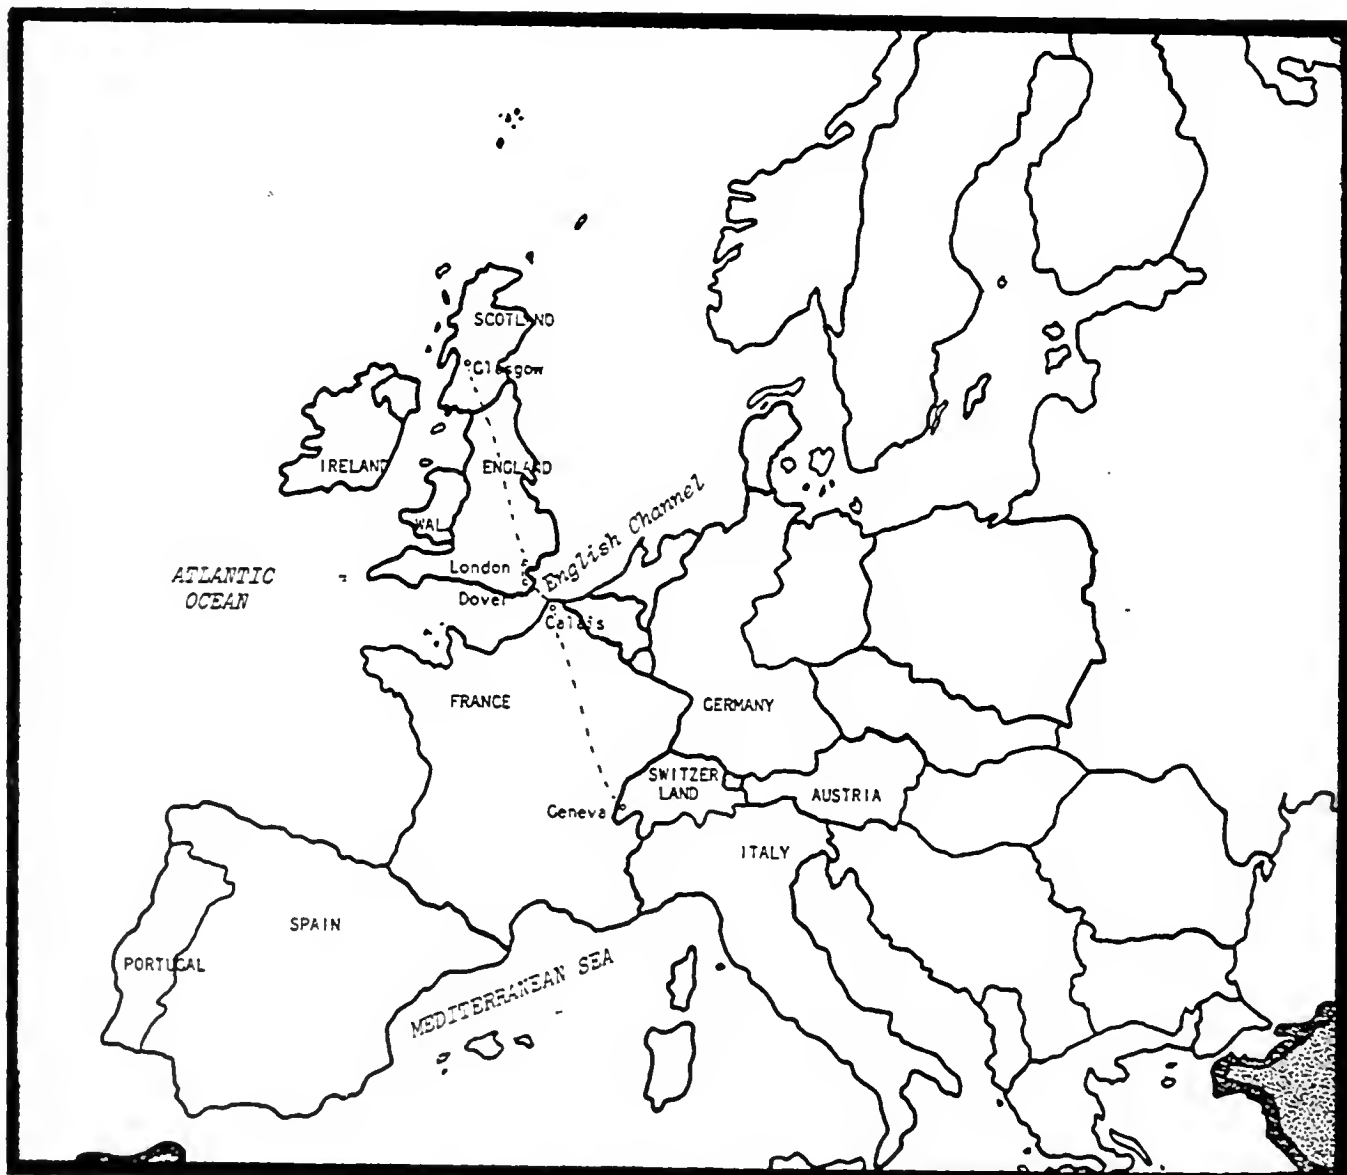 SCOTLAND
Glasgow
IRELAND
ENGLAND
WAL
English Channel
London
ATLANTIC
OCEAN
Dover
Calais
FRANCE
GERMANY
SWITZER
LAND
AUSTRIA
Geneva
ITALY
SPAIN
PORTUGAL
MEDITERRANEAN SEA